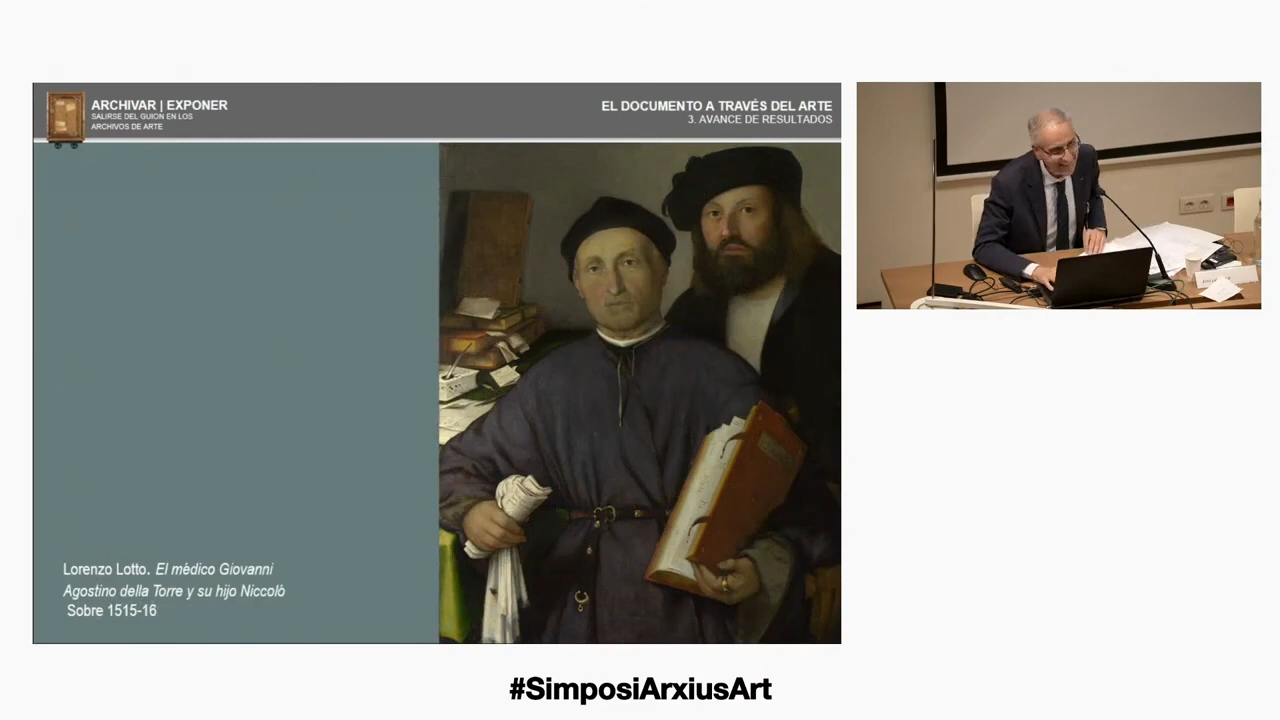 ARCHIVAR | EXPONER
SALIRSE DEL GUION EN LOS
ARCHIVOS DE ARTE
EL DOCUMENTO A TRAVÉS DEL ARTE
3. AVANCE DE RESULTADOS
Lorenzo Lotto. El mèdico Giovanni
Agostino della Torre y su hijo Niccolò
Sobre 1515-16
#SimposiArxiusArt